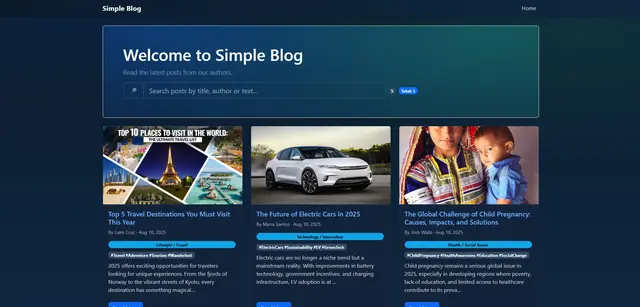 Simple Blog
Home
Welcome to Simple Blog
Read the latest posts from our authors.
Search posts by title, author or text...
5
Total: 5
TOP 10 PLACES TO VISIT IN THE WORLD:
THE ULTIMATE TRAVEL LIST
Top 5 Travel Destinations You Must Visit
This Year
By Liam Cruz · Aug 18, 2025
Lifestyle / Travel
#Travel #Adventure #Tourism #Wanderlust
2025 offers exciting opportunities for travelers
looking for unique experiences. From the fjords of
Norway to the vibrant streets of Kyoto, every
destination has something magical...
The Future of Electric Cars in 2025
By Maria Santos · Aug 18, 2025
Technology / Innovation
#ElectricCars #Sustainability #EV #Greentech
Electric cars are no longer a niche trend but a
mainstream reality. With improvements in battery
technology, government incentives, and charging
infrastructure, EV adoption is at ...
The Global Challenge of Child Pregnancy:
Causes, Impacts, and Solutions
By Josh Walis · Aug 18, 2025
Health / Social Issues
#ChildPregnancy #HealthAwareness #Education #SocialChange
Child pregnancy remains a serious global issue in
2025, especially in developing regions where poverty,
lack of education, and limited access to healthcare
contribute to its preva...